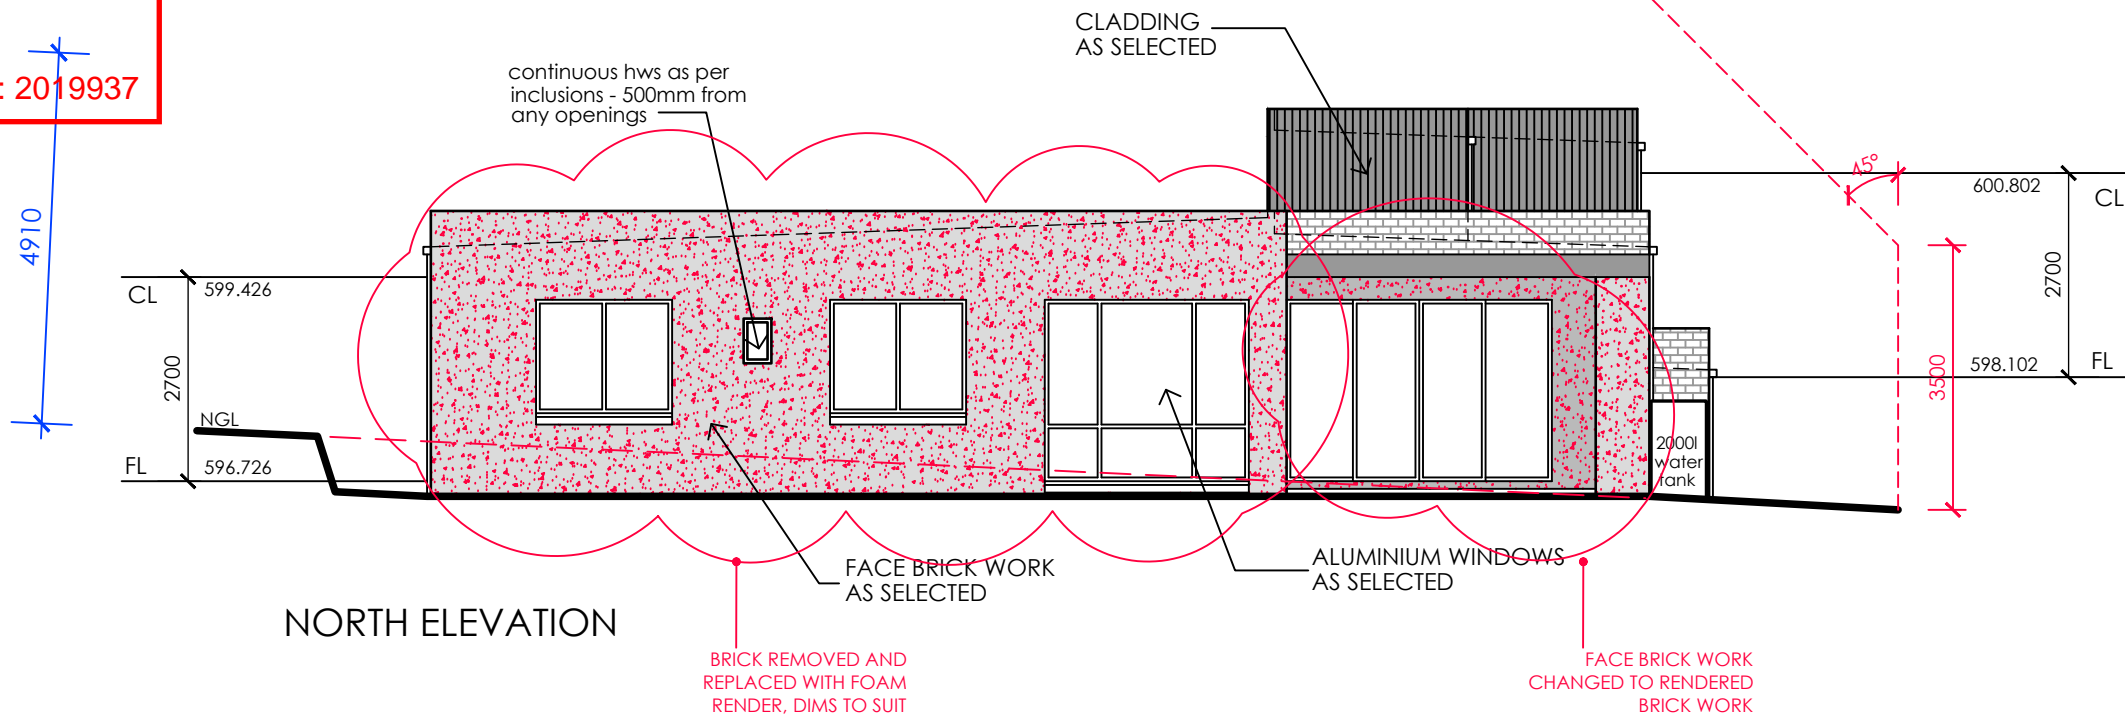 : 2019937
4910
continuous hws as per
inclusions - 500mm from
any openings
CLADDING
AS SELECTED
45°
600.802
CL
2700
598.102
FL
3500
CL
599.426
2700
NGL
FL
596.726
2000l
water
tank
FACE BRICK WORK
AS SELECTED
ALUMINIUM WINDOWS
AS SELECTED
NORTH ELEVATION
BRICK REMOVED AND
REPLACED WITH FOAM
RENDER, DIMS TO SUIT
FACE BRICK WORK
CHANGED TO RENDERED
BRICK WORK